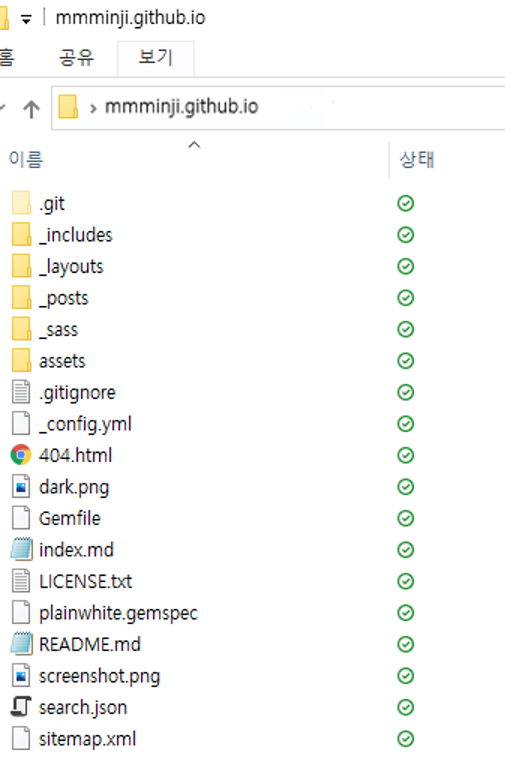 mmminji.github.io
홈 공유 보기
mmminji.github.io
이름 상태
.git
_includes
_layouts
_posts
_sass
assets
.gitignore
_config.yml
404.html
dark.png
Gemfile
index.md
LICENSE.txt
plainwhite.gemspec
README.md
screenshot.png
search.json
sitemap.xml